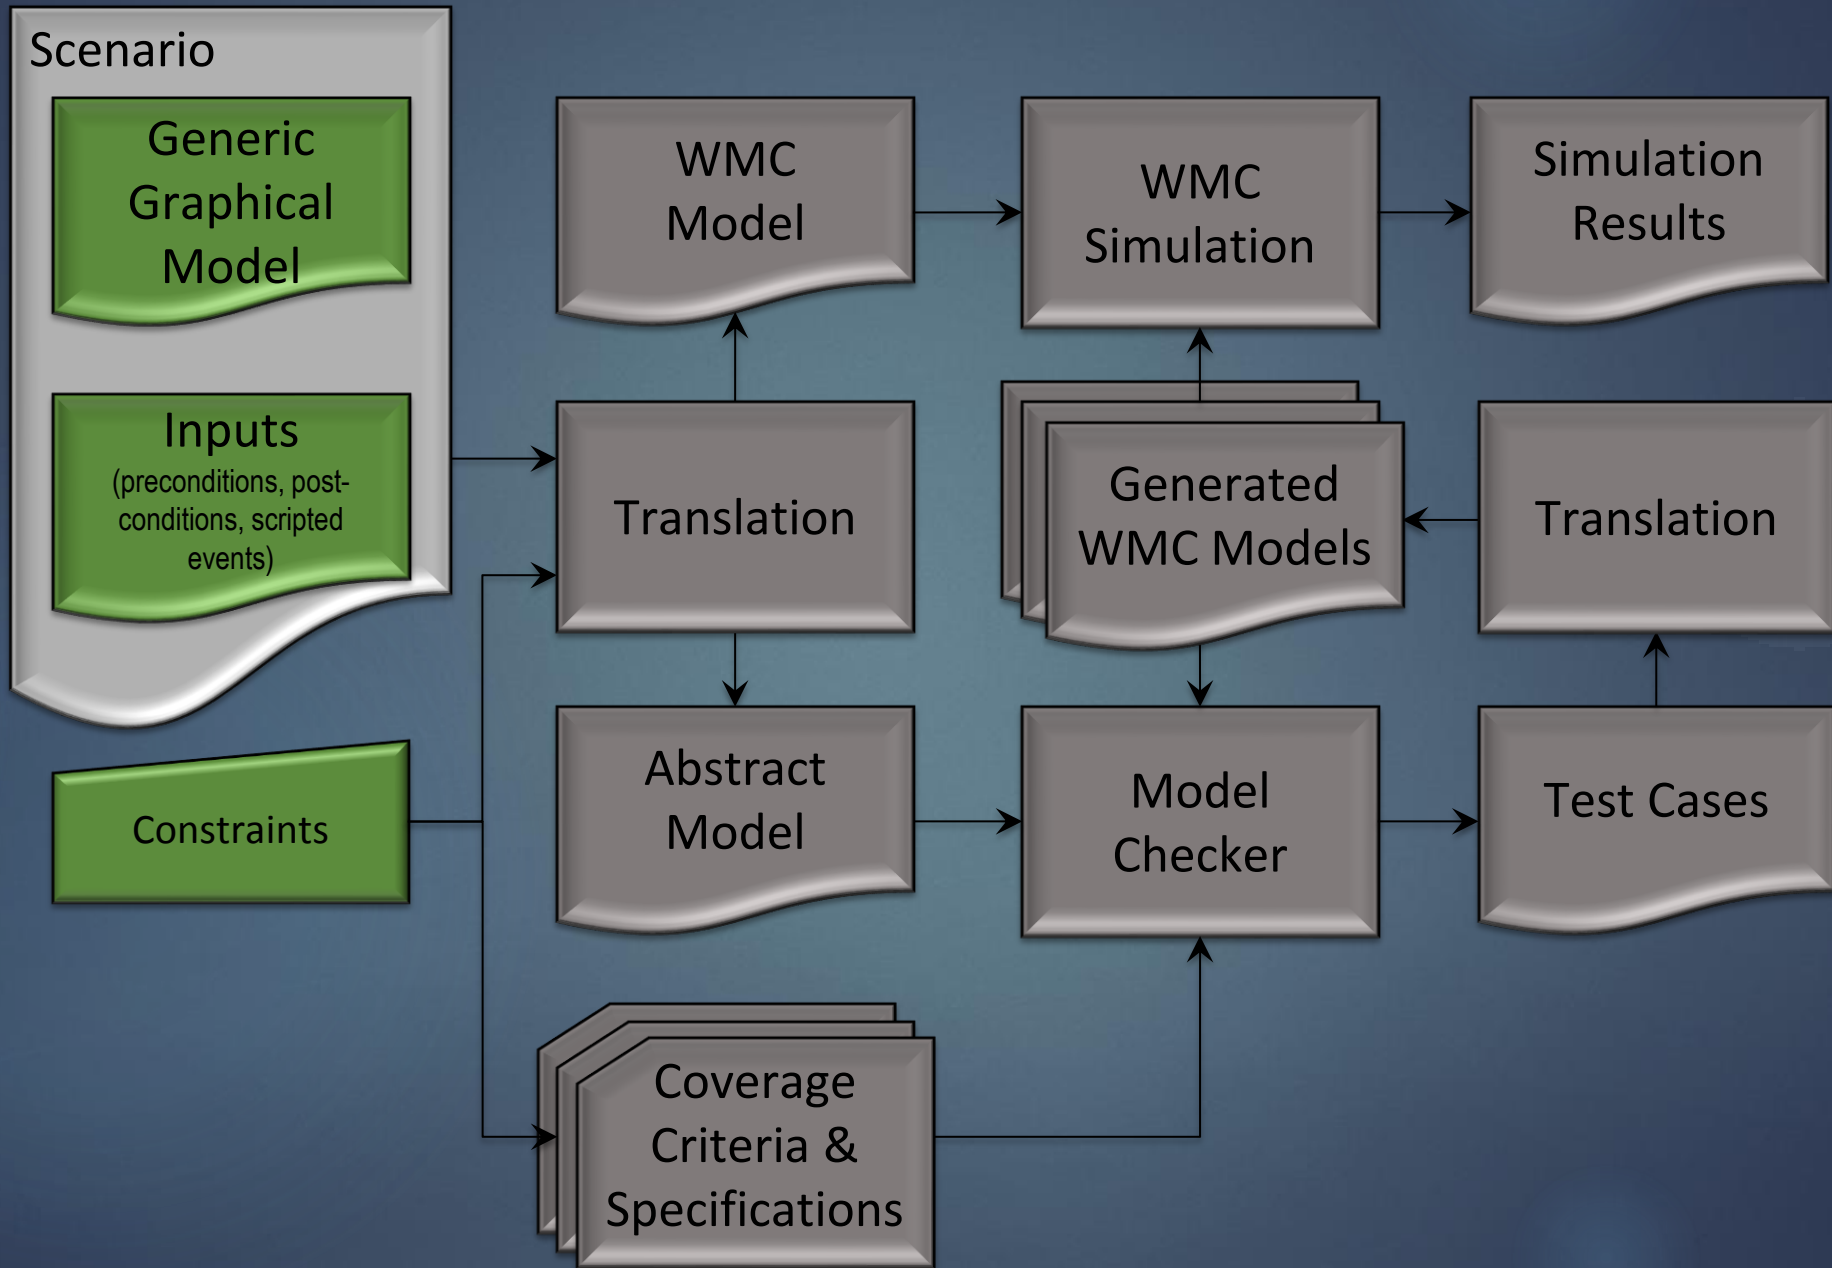 Scenario
Generic
Graphical
Model
Inputs
(preconditions, post-
conditions, scripted
events)
Constraints
WMC
Model
Translation
Abstract
Model
Coverage
Criteria &
Specifications
WMC
Simulation
Generated
WMC Models
Model
Checker
Simulation
Results
Translation
Test Cases